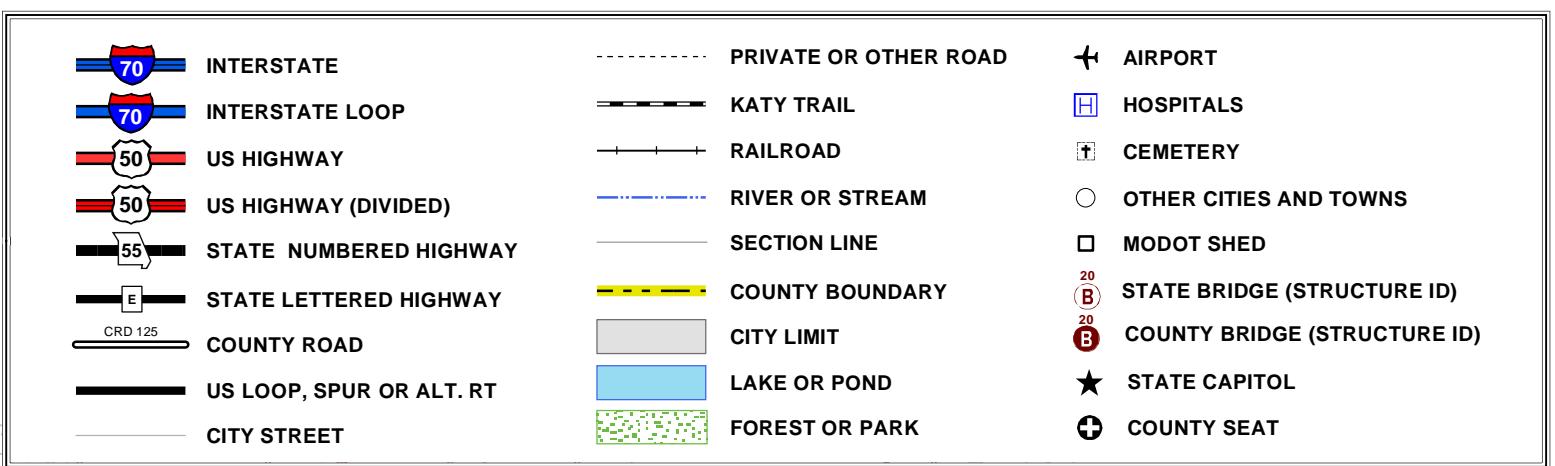 70 INTERSTATE
70 INTERSTATE LOOP
50 US HIGHWAY
50 US HIGHWAY (DIVIDED)
55 STATE NUMBERED HIGHWAY
E STATE LETTERED HIGHWAY
CRD 125
COUNTY ROAD
US LOOP, SPUR OR ALT. RT
CITY STREET
PRIVATE OR OTHER ROAD
KATY TRAIL
RAILROAD
RIVER OR STREAM
SECTION LINE
COUNTY BOUNDARY
CITY LIMIT
LAKE OR POND
FOREST OR PARK
AIRPORT
H HOSPITALS
CEMETERY
OTHER CITIES AND TOWNS
MODOT SHED
20
B STATE BRIDGE (STRUCTURE ID)
20
B COUNTY BRIDGE (STRUCTURE ID)
STATE CAPITOL
COUNTY SEAT